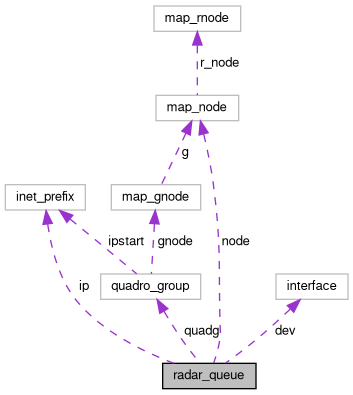 map_rnode
r_node
map_node
g
inet_prefix
map_gnode
ipstart
gnode
node
ip
quadro_group
interface
quadg
dev
radar_queue